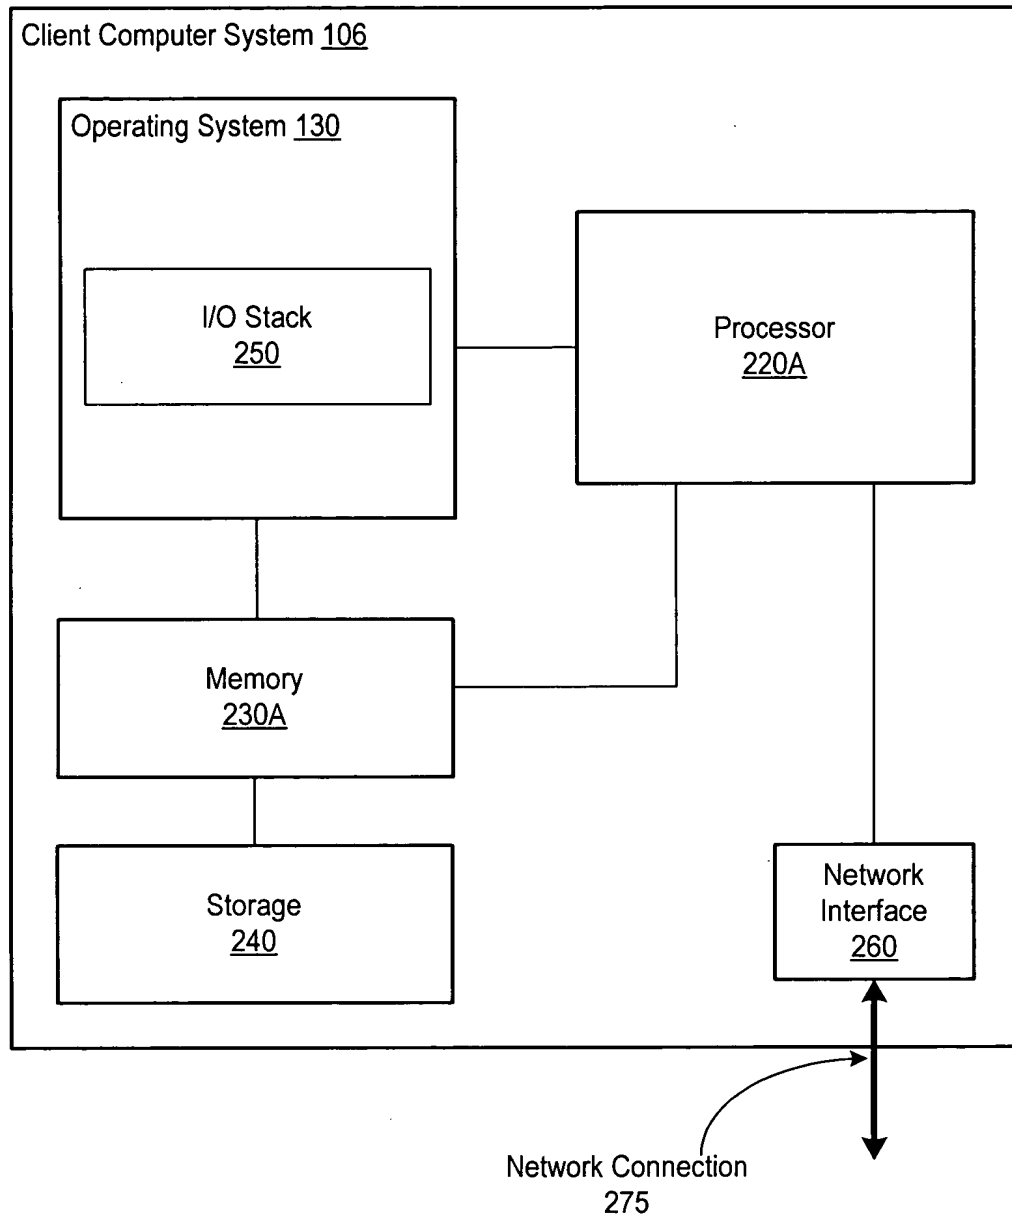 Client Computer System 106
Operating System 130
I/O Stack
250
Processor
220A
Memory
230A
Storage
240
Network
Interface
260
Network Connection
275